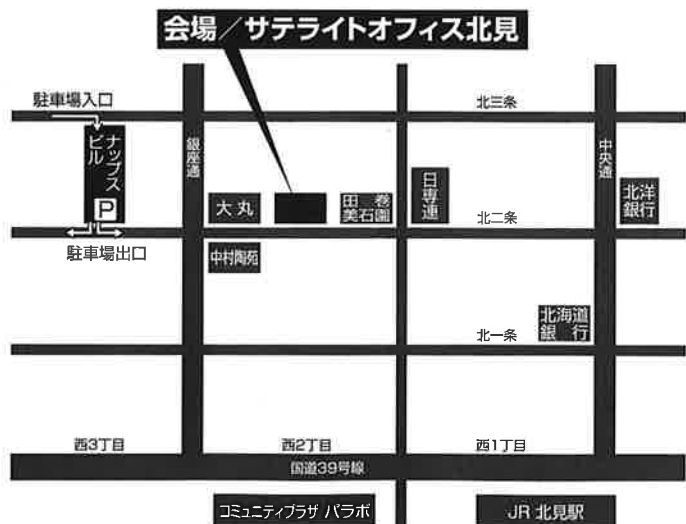 会場／サテライトオフィス北見
駐車場入口
北三条
ナップス
ビル
P
銀座通
中央通
大丸
田巻
美石園
日専連
北洋
銀行
北二条
駐車場出口
中村陶苑
北海道
銀行
北一条
西3丁目
西2丁目
西1丁目
国道39号線
コミュニティプラザ パラボ
JR 北見駅